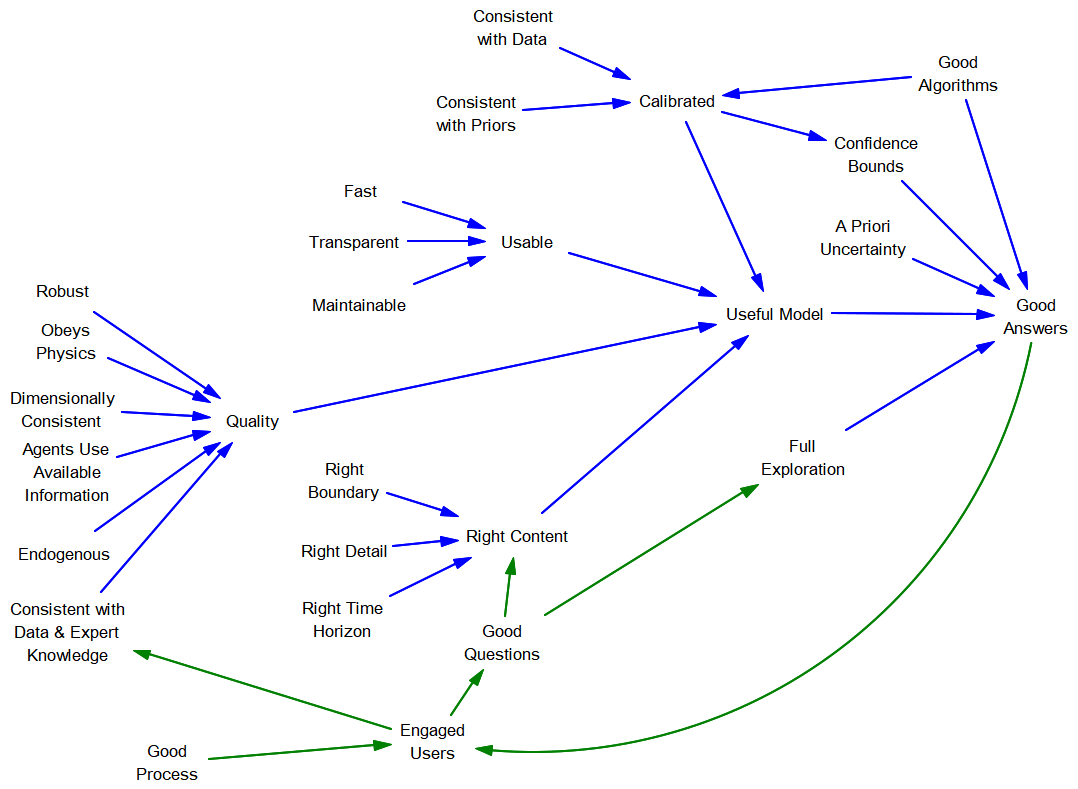 Consistent
with Data
Good
Algorithms
Consistent
with Priors
Calibrated
Confidence
Bounds
Fast
A Priori
Uncertainty
Transparent
Usable
Robust
Maintainable
Useful Model
Good
Answers
Obeys
Physics
Dimensionally
Consistent
Quality
Agents Use
Available
Information
Full
Exploration
Right
Boundary
Right Content
Right Detail
Endogenous
Consistent with
Data & Expert
Knowledge
Right Time
Horizon
Good
Questions
Engaged
Users
Good
Process